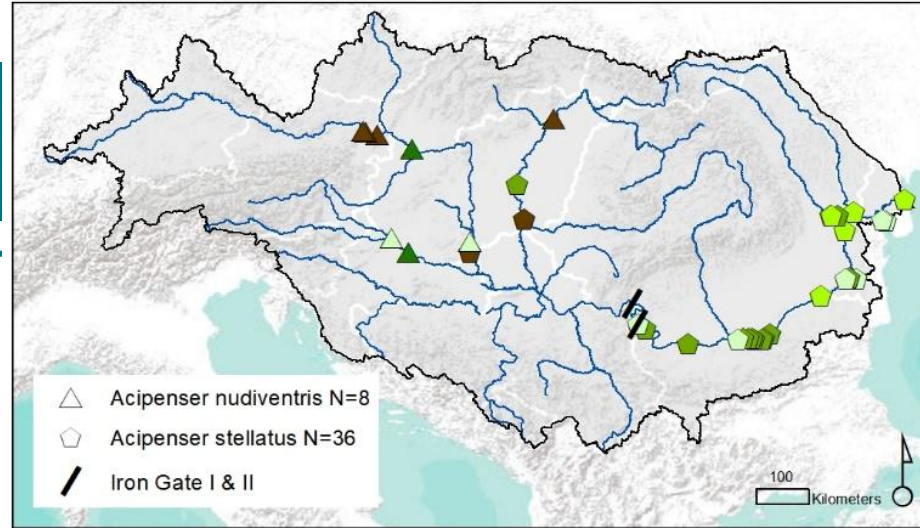 Acipenser nudiventris N=8
Acipenser stellatus N=36
Iron Gate I & II
100
Kilometers